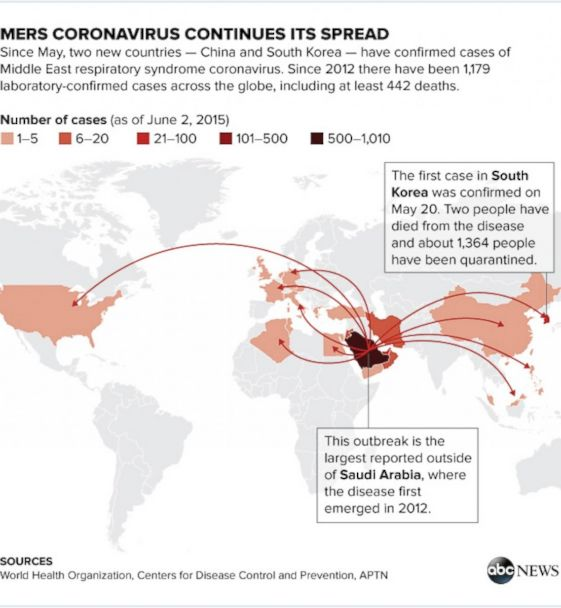 MERS CORONAVIRUS CONTINUES ITS SPREAD
Since May, two new countries — China and South Korea — have confirmed cases of
Middle East respiratory syndrome coronavirus. Since 2012 there have been 1,179
laboratory-confirmed cases across the globe, including at least 442 deaths.
Number of cases (as of June 2, 2015)
1–5 6–20 21–100 101–500 500–1,010
The first case in South
Korea was confirmed on
May 20. Two people have
died from the disease
and about 1,364 people
have been quarantined.
This outbreak is the
largest reported outside
of Saudi Arabia, where
the disease first
emerged in 2012.
SOURCES
World Health Organization, Centers for Disease Control and Prevention, APTN
abc NEWS